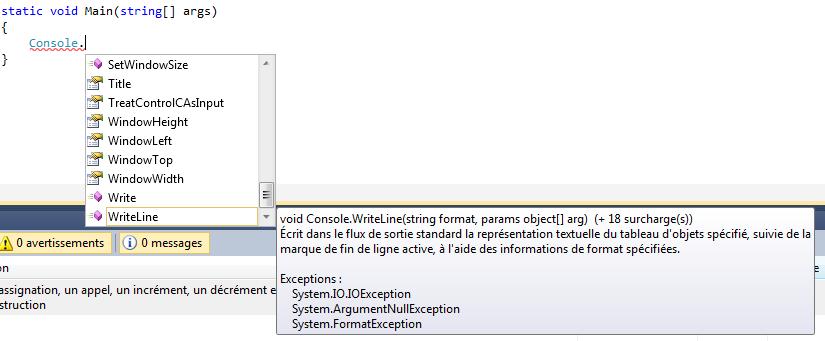 static void Main(string[] args)
{
Console.
}
SetWindowSize
Title
TreatControlCAsInput
WindowHeight
WindowLeft
WindowTop
WindowWidth
Write
WriteLine
void Console.WriteLine(string format, params object[] arg) (+ 18 surcharge(s))
Écrit dans le flux de sortie standard la représentation textuelle du tableau d'objets spécifié, suivie de la
marque de fin de ligne active, à l'aide des informations de format spécifiées.
Exceptions :
System.IO.IOException
System.ArgumentNullException
System.FormatException
0 avertissements
0 messages
on
assignation, un appel, un incrément, un décrément e
struction
e